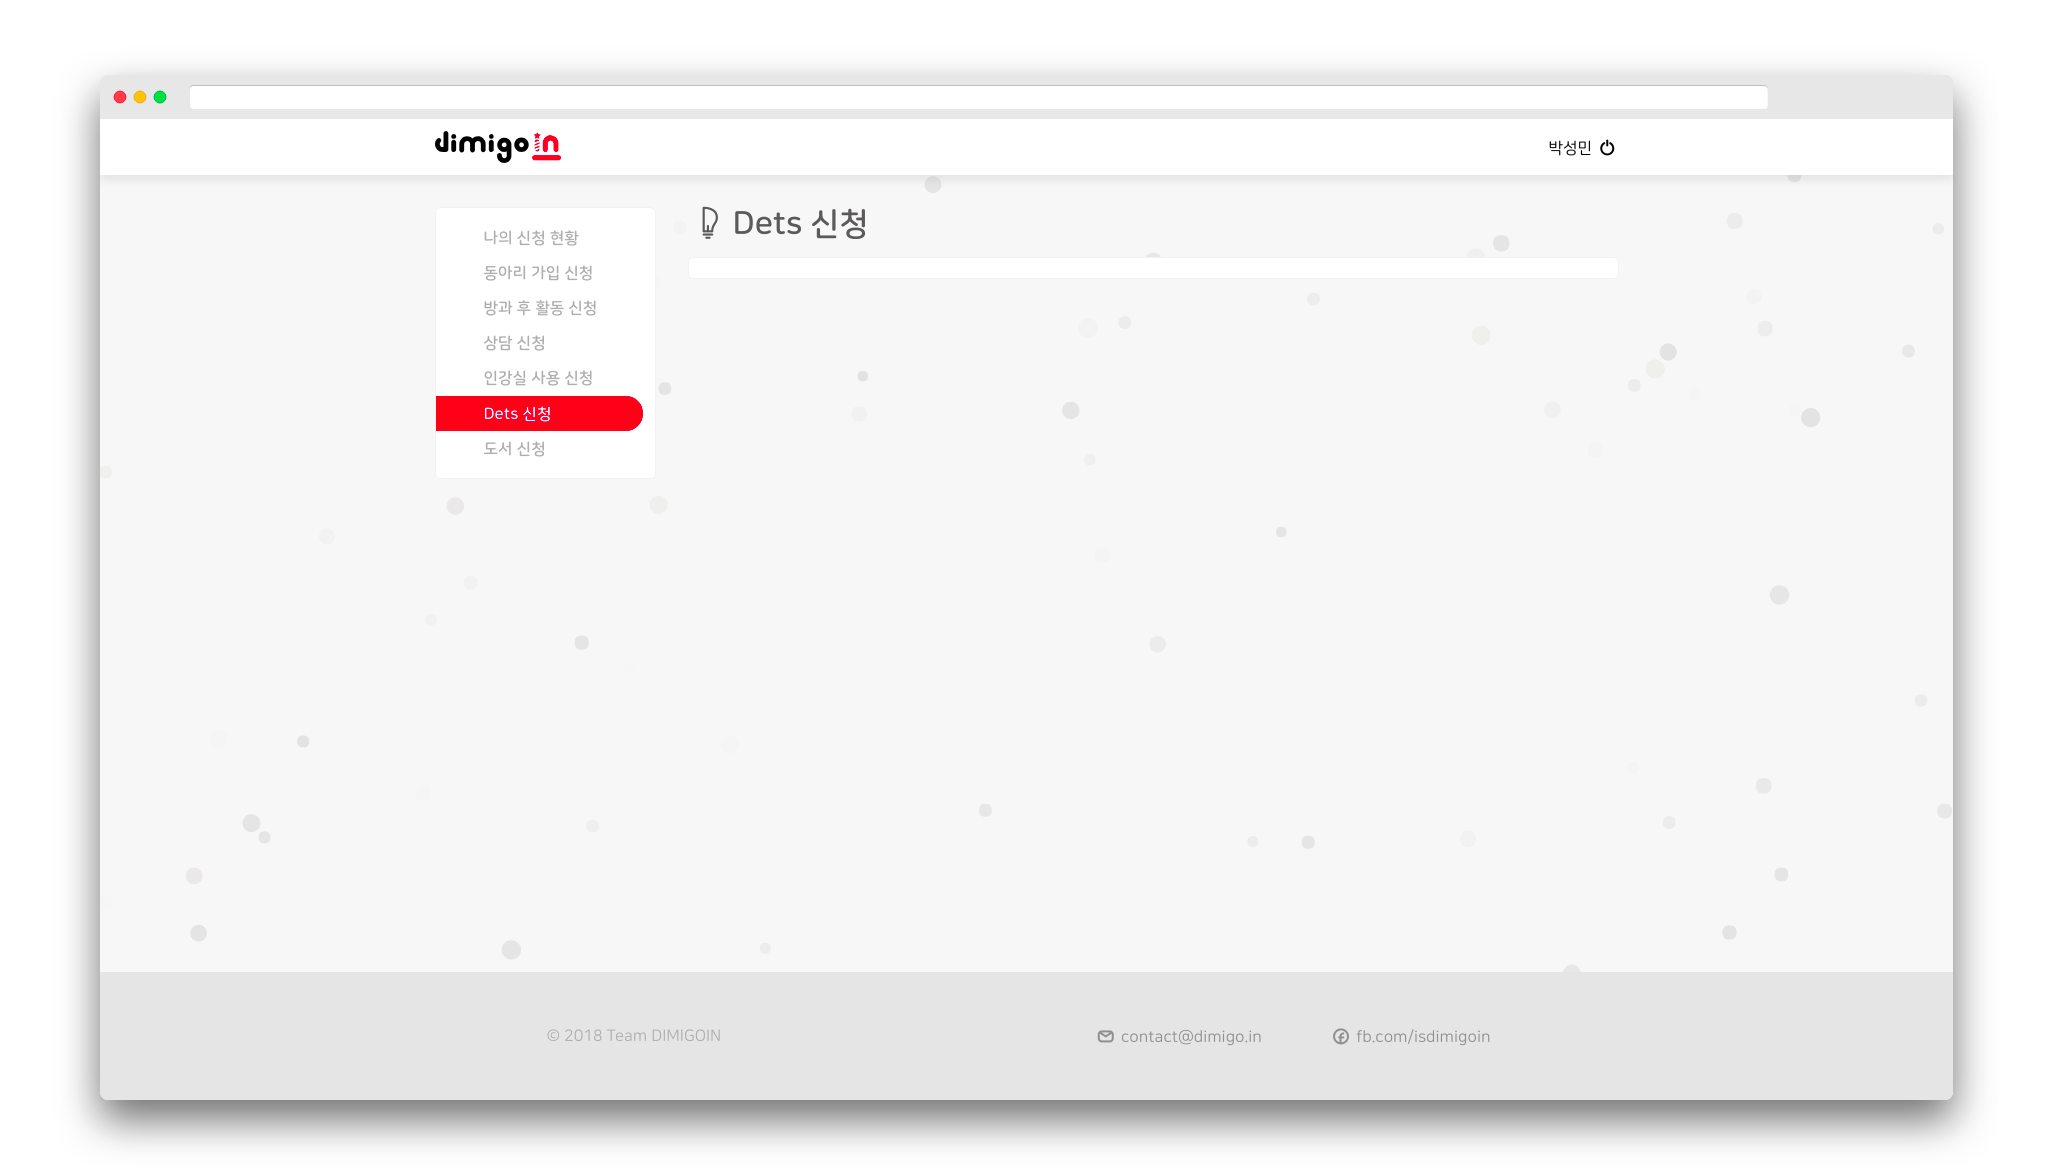 dimigoin
박성민
나의 신청 현황
동아리 가입 신청
방과 후 활동 신청
상담 신청
인강실 사용 신청
Dets 신청
도서 신청
Dets 신청
© 2018 Team DIMIGOIN
contact@dimigo.in
fb.com/isdimigoin